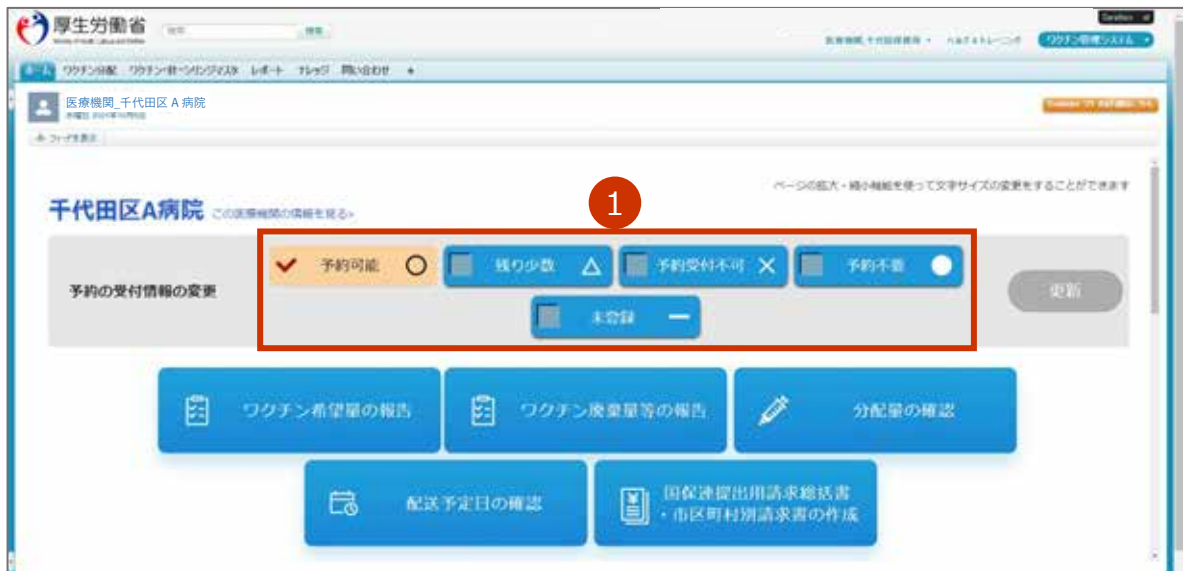 厚生労働省
検索
検索
ワクチン管理システム
ホーム ワクチン分配 レポート ナレッジ 問い合わせ +
医療機関_千代田区 A 病院
ページの拡大・縮小機能を使って文字サイズの変更をすることができます
1
千代田区A病院 この医療機関の情報を見る>
予約の受付情報の変更
予約可能
残り少数
予約受付不可
予約不要
更新
未登録
ワクチン希望量の報告
ワクチン廃棄量等の報告
分配量の確認
配送予定日の確認
国保連提出用請求総括書
・市区町村別請求書の作成